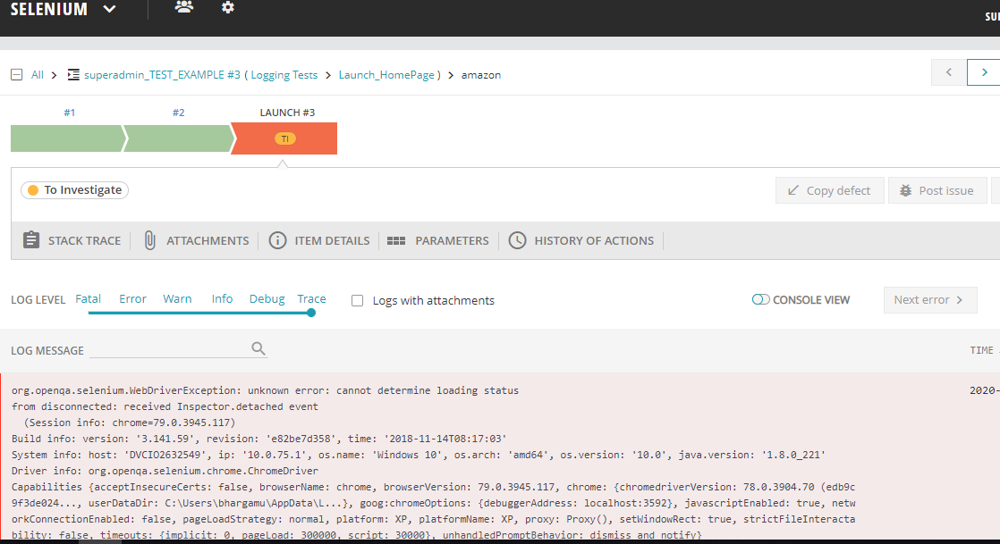 SELENIUM
SU
All > superadmin_TEST_EXAMPLE #3 ( Logging Tests > Launch_HomePage ) > amazon
< >
#1 #2 LAUNCH #3
TI
To Investigate Copy defect Post issue
STACK TRACE ATTACHMENTS ITEM DETAILS PARAMETERS HISTORY OF ACTIONS
LOG LEVEL Fatal Error Warn Info Debug Trace Logs with attachments CONSOLE VIEW Next error >
LOG MESSAGE TIME
org.openqa.selenium.WebDriverException: unknown error: cannot determine loading status 2020-
from disconnected: received Inspector.detached event
(Session info: chrome=79.0.3945.117)
Build info: version: '3.141.59', revision: 'e82be7d358', time: '2018-11-14T08:17:03'
System info: host: 'DVCIO2632549', ip: '10.0.75.1', os.name: 'Windows 10', os.arch: 'amd64', os.version: '10.0', java.version: '1.8.0_221'
Driver info: org.openqa.selenium.chrome.ChromeDriver
Capabilities {acceptInsecureCerts: false, browserName: chrome, browserVersion: 79.0.3945.117, chrome: {chromedriverVersion: 78.0.3904.70 (edb9c
9f3de024..., userDataDir: C:\Users\bhargamu\AppData\L...}, goog:chromeOptions: {debuggerAddress: localhost:3592}, javascriptEnabled: true, netw
orkConnectionEnabled: false, pageLoadStrategy: normal, platform: XP, platformName: XP, proxy: Proxy(), setWindowRect: true, strictFileInteracta
bility: false, timeouts: {implicit: 0, pageLoad: 300000, script: 30000}, unhandledPromptBehavior: dismiss and notify}